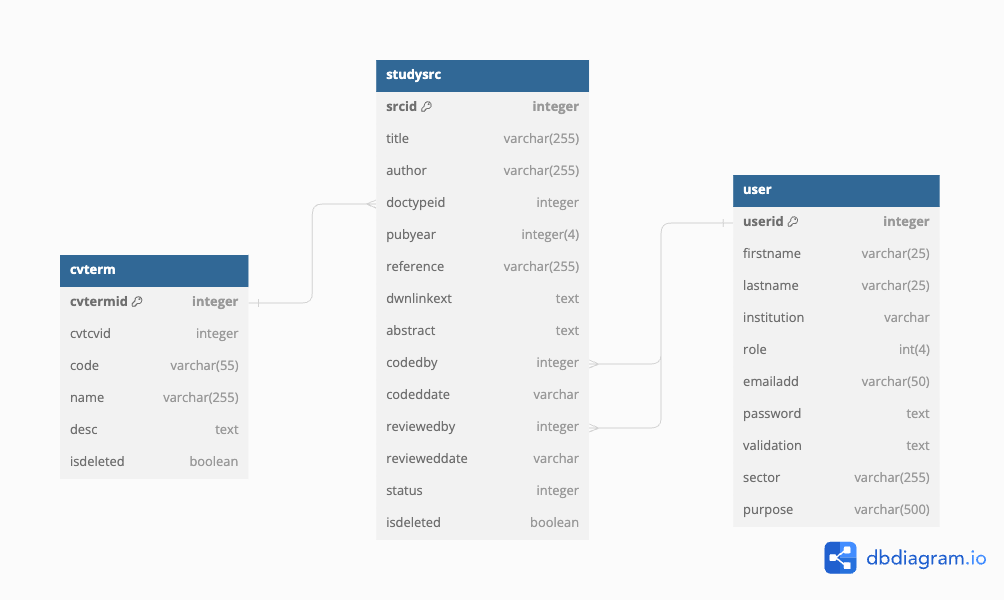 cvterm
cvtermid integer
cvtcvid integer
code varchar(55)
name varchar(255)
desc text
isdeleted boolean
studysrc
srcid integer
title varchar(255)
author varchar(255)
doctypeid integer
pubyear integer(4)
reference varchar(255)
dwnlinkext text
abstract text
codedby integer
codeddate varchar
reviewedby integer
revieweddate varchar
status integer
isdeleted boolean
user
userid integer
firstname varchar(25)
lastname varchar(25)
institution varchar
role int(4)
emailadd varchar(50)
password text
validation text
sector varchar(255)
purpose varchar(500)
dbdiagram.io